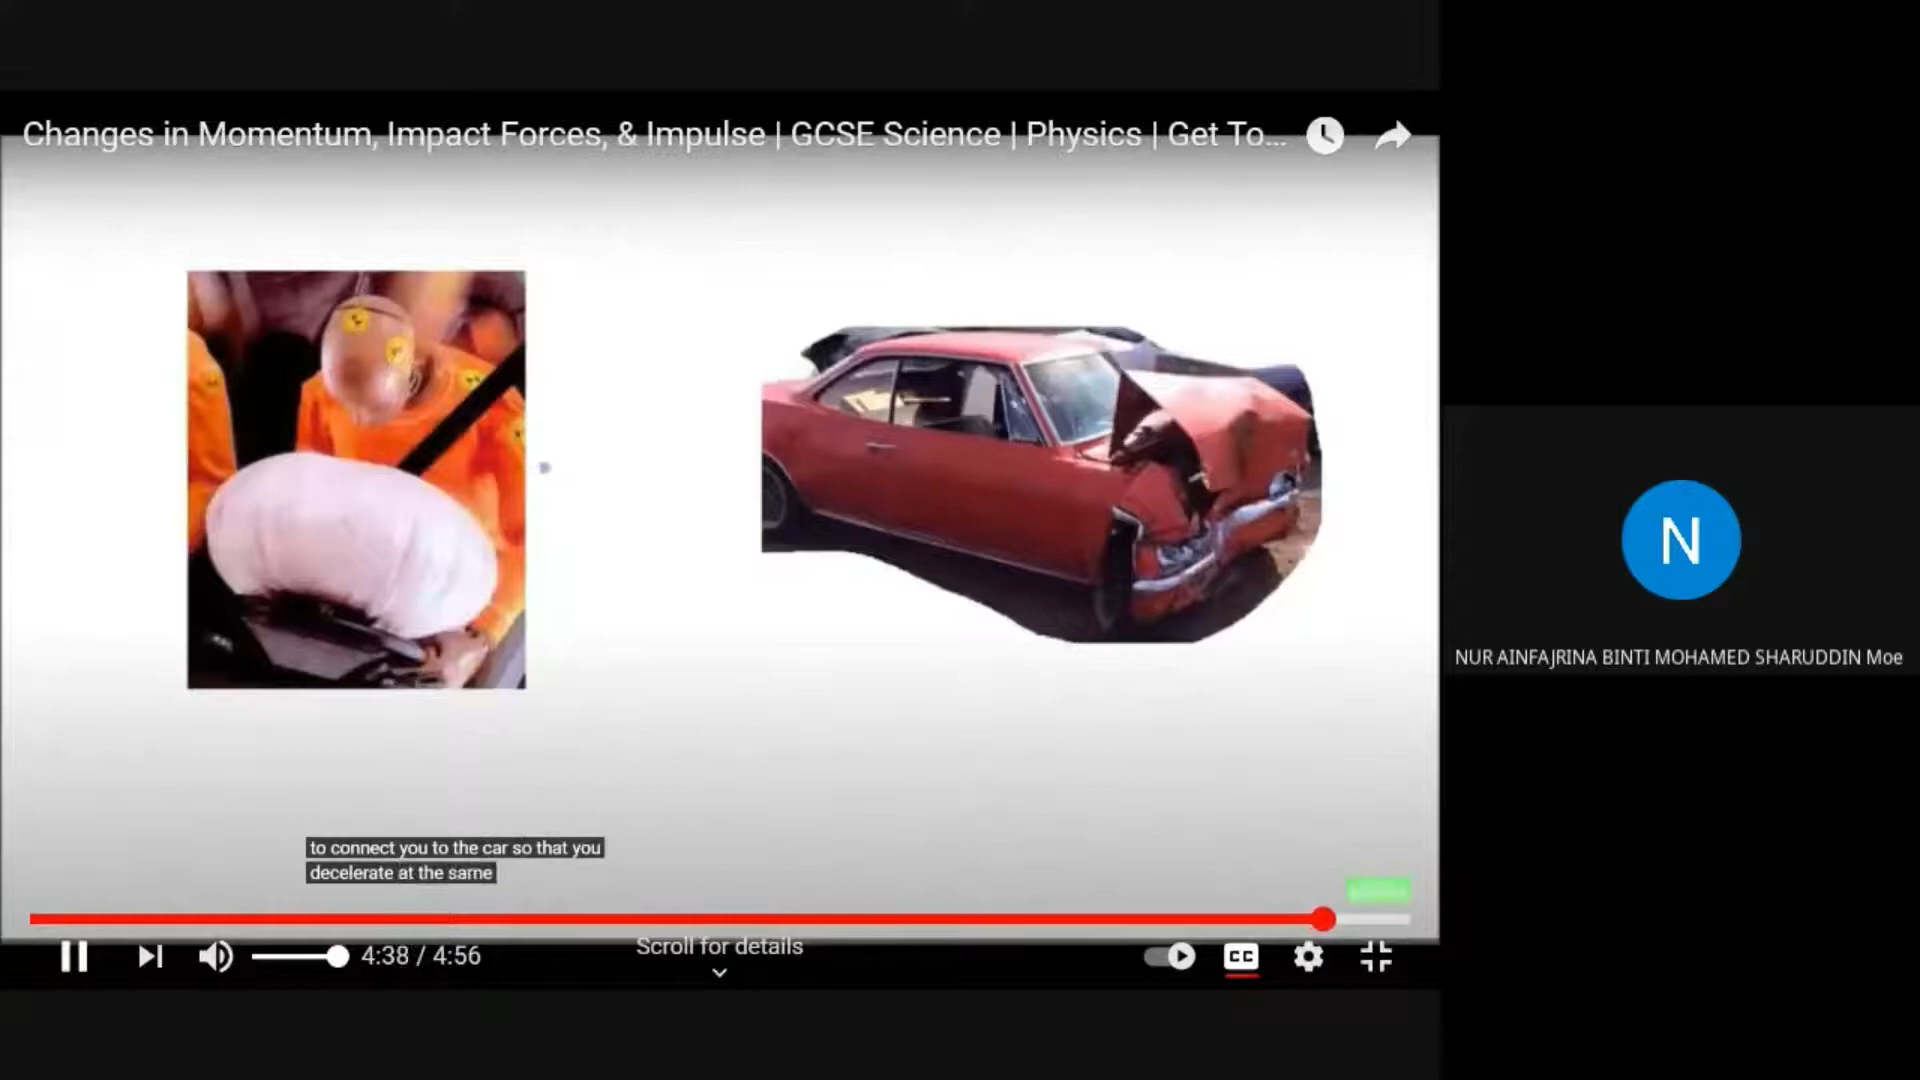 Changes in Momentum, Impact Forces, & Impulse | GCSE Science | Physics | Get To...
N
NUR AINFAJRINA BINTI MOHAMED SHARUDDIN Moe
to connect you to the car so that you
decelerate at the same
4:38 / 4:56
Scroll for details
CC